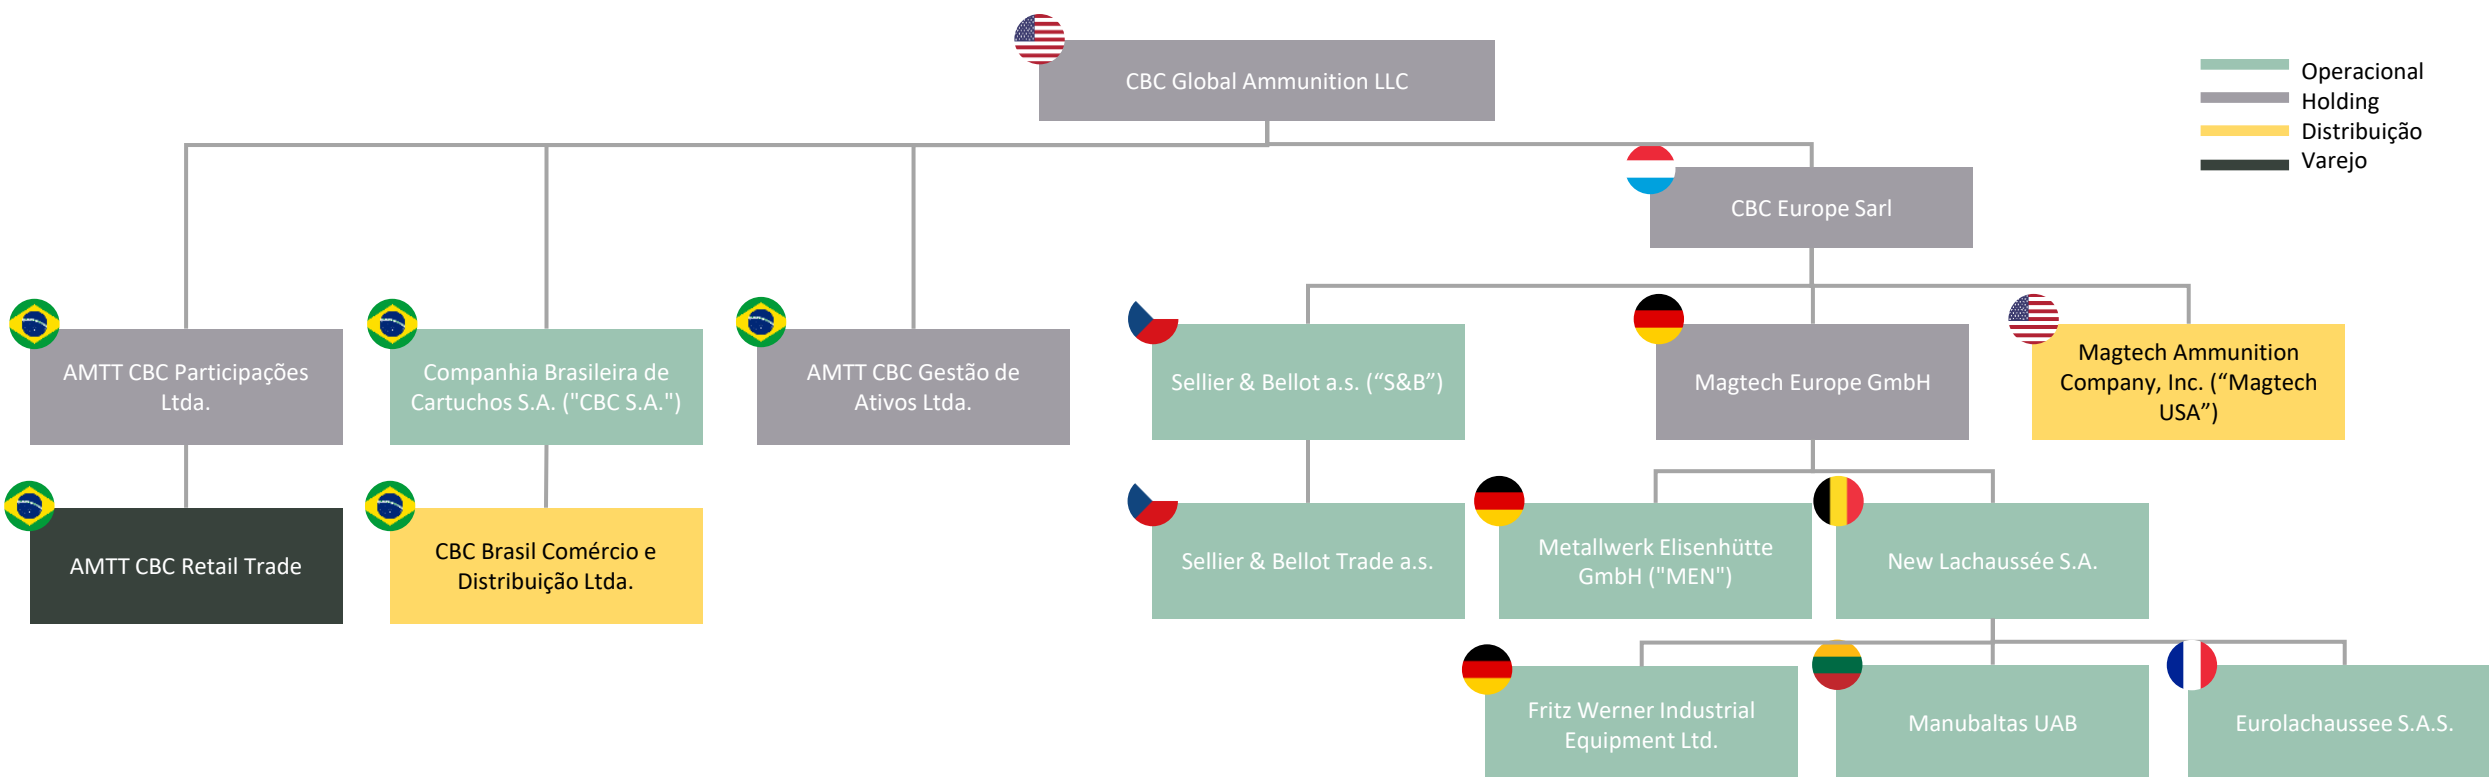 CBC Global Ammunition LLC
Operacional
Holding
Distribuição
Varejo
CBC Europe Sarl
AMTT CBC Participações
Ltda.
Companhia Brasileira de
Cartuchos S.A. ("CBC S.A.")
AMTT CBC Gestão de
Ativos Ltda.
Sellier & Bellot a.s. (“S&B”)
Magtech Europe GmbH
Magtech Ammunition
Company, Inc. (“Magtech
USA”)
AMTT CBC Retail Trade
CBC Brasil Comércio e
Distribuição Ltda.
Sellier & Bellot Trade a.s.
Metallwerk Elisenhütte
GmbH ("MEN")
New Lachaussée S.A.
Fritz Werner Industrial
Equipment Ltd.
Manubaltas UAB
Eurolachaussee S.A.S.